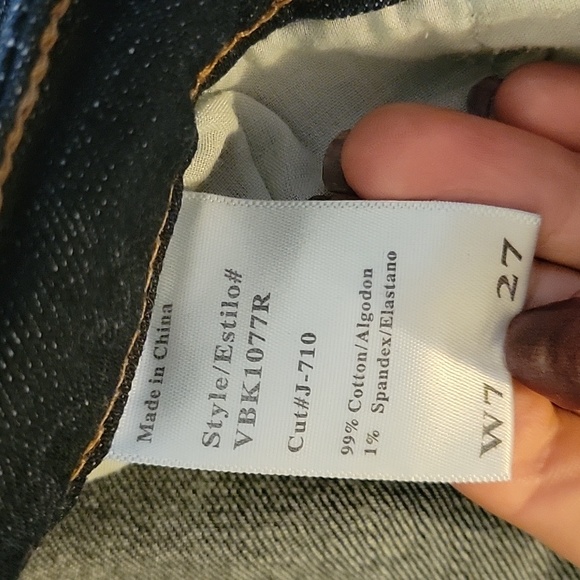 Made in China
Style/Estilo#
VBK1077R
Cut#J-710
99% Cotton/Algodon
1% Spandex/Elastano
W7 27